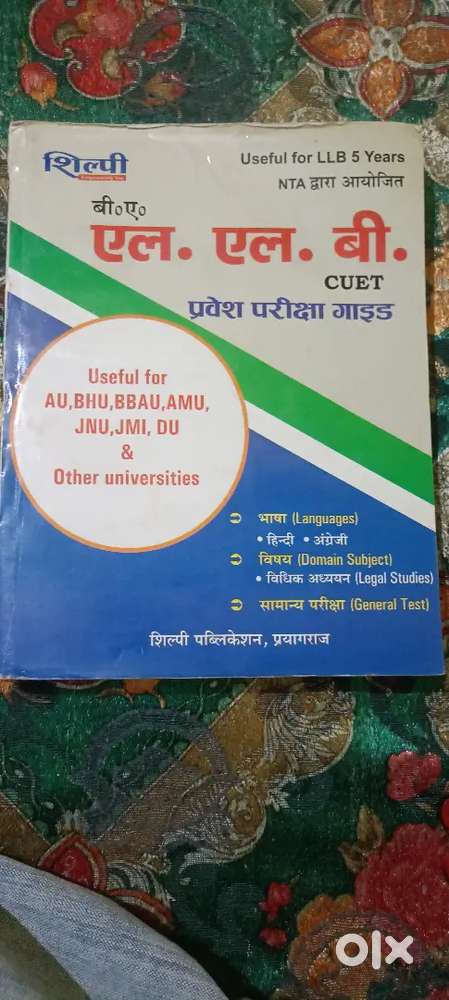 शिल्पी
Useful for LLB 5 Years
NTA द्वारा आयोजित
बी०ए०
एल. एल. बी.
CUET
प्रवेश परीक्षा गाइड
Useful for
AU,BHU,BBAU,AMU,
JNU,JMI, DU
&
Other universities
➲ भाषा (Languages)
• हिन्दी • अंग्रेजी
➲ विषय (Domain Subject)
• विधिक अध्ययन (Legal Studies)
➲ सामान्य परीक्षा (General Test)
शिल्पी पब्लिकेशन, प्रयागराज
olx